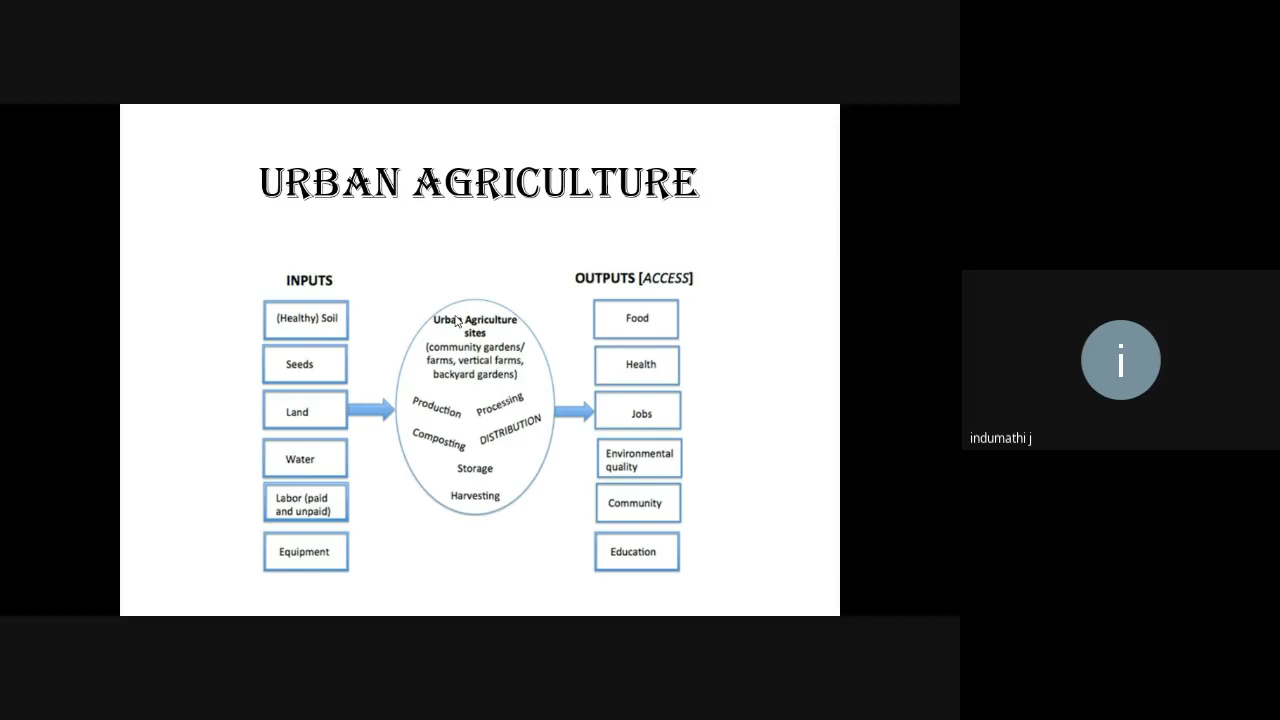 URBAN AGRICULTURE
INPUTS
(Healthy) Soil
Seeds
Land
Water
Labor (paid
and unpaid)
Equipment
Urban Agriculture
sites
(community gardens/
farms, vertical farms,
backyard gardens)
Production
Processing
Composting
DISTRIBUTION
Storage
Harvesting
OUTPUTS [ACCESS]
Food
Health
Jobs
Environmental
quality
Community
Education
i
indumathi j